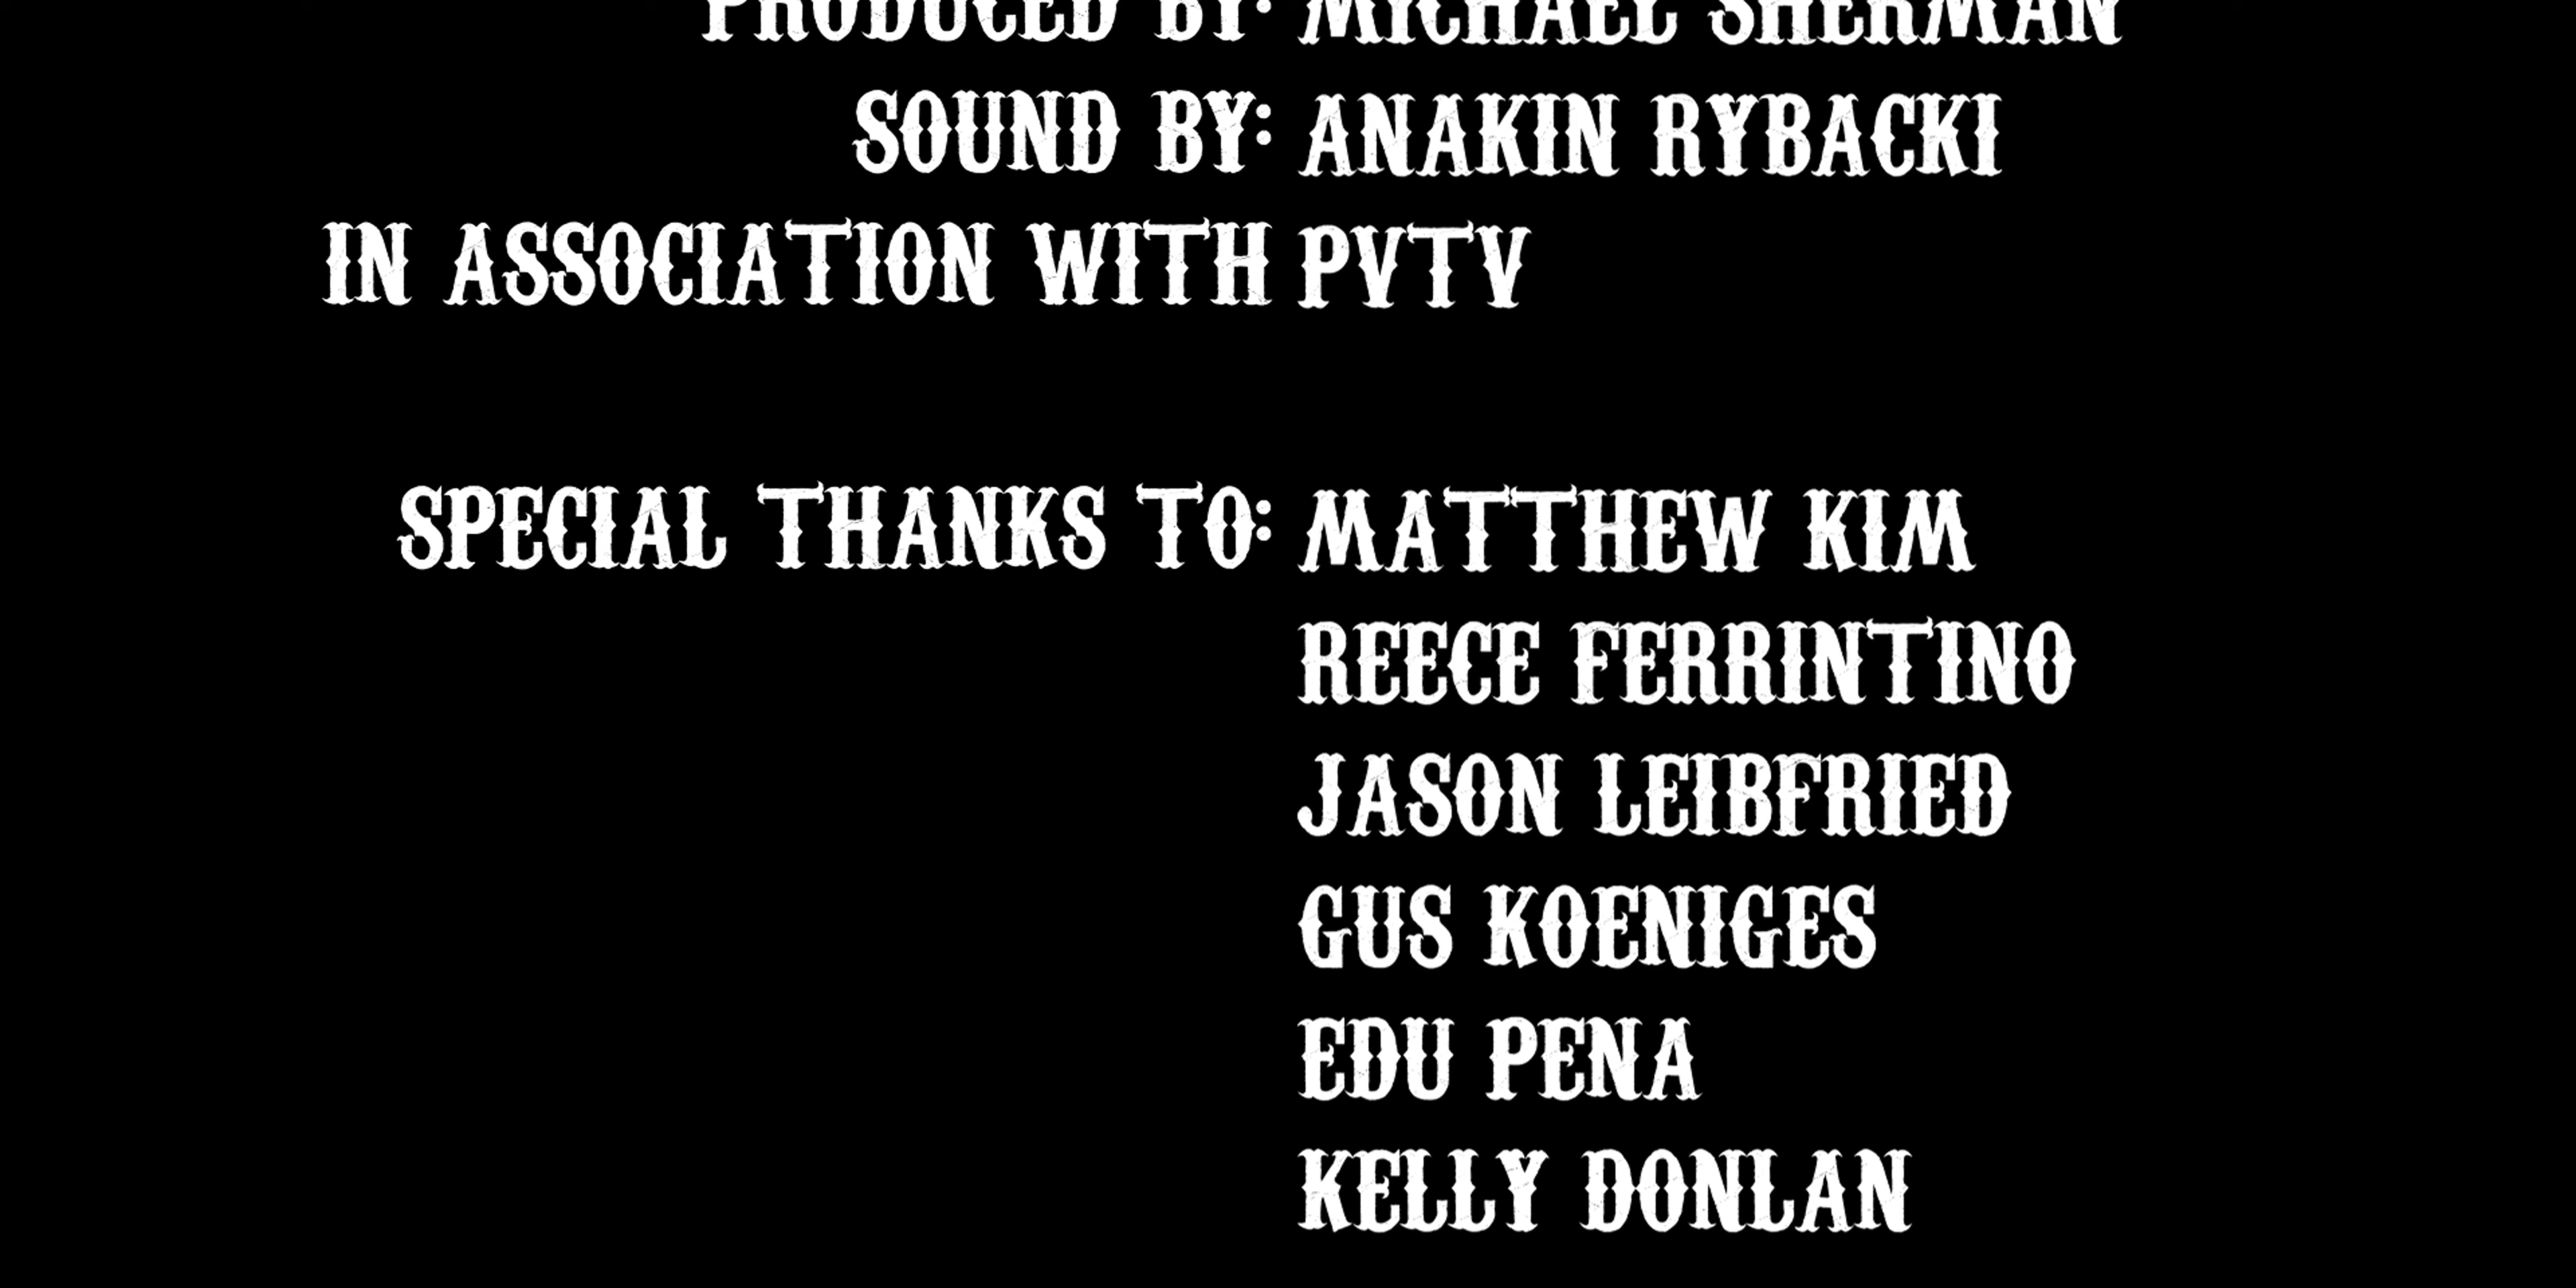 PRODUCED BY: MICHAEL SHERMAN
SOUND BY: ANAKIN RYBACKI
IN ASSOCIATION WITH PVTV
SPECIAL THANKS TO: MATTHEW KIM
REECE FERRINTINO
JASON LEIBFRIED
GUS KOENIGES
EDU PENA
KELLY DONLAN